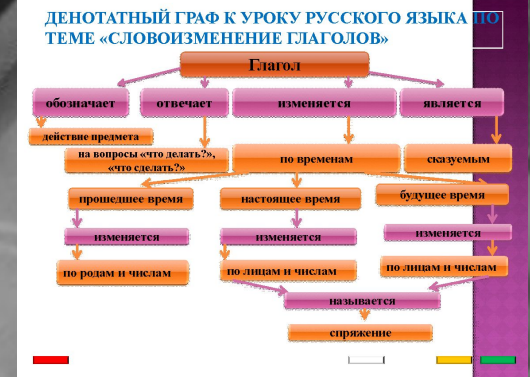 ДЕНОТАТНЫЙ ГРАФ К УРОКУ РУССКОГО ЯЗЫКА ПО
ТЕМЕ «СЛОВОИЗМЕНЕНИЕ ГЛАГОЛОВ»
Глагол
обозначает
отвечает
изменяется
является
действие предмета
на вопросы «что делать?»,
«что сделать?»
по временам
сказуемым
прошедшее время
настоящее время
будущее время
изменяется
изменяется
изменяется
по родам и числам
по лицам и числам
по лицам и числам
называется
спряжение